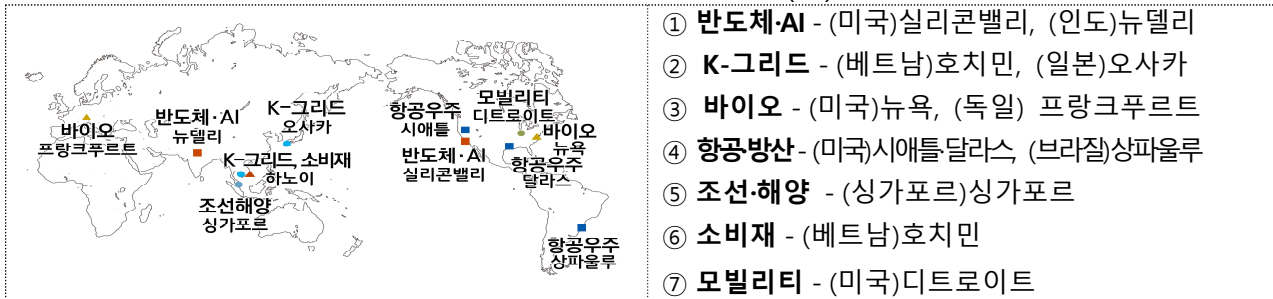 바이오
프랑크푸르트
반도체·AI
뉴델리
K-그리드
오사카
K-그리드, 소비재
하노이
조선해양
싱가포르
항공우주
시애틀
반도체·AI
실리콘밸리
모빌리티
디트로이트
바이오
뉴욕
항공우주
달라스
항공우주
상파울루
① 반도체·AI - (미국)실리콘밸리, (인도)뉴델리
② K-그리드 - (베트남)호치민, (일본)오사카
③ 바이오 - (미국)뉴욕, (독일) 프랑크푸르트
④ 항공·방산 - (미국)시애틀·달라스, (브라질)상파울루
⑤ 조선·해양 - (싱가포르)싱가포르
⑥ 소비재 - (베트남)호치민
⑦ 모빌리티 - (미국)디트로이트